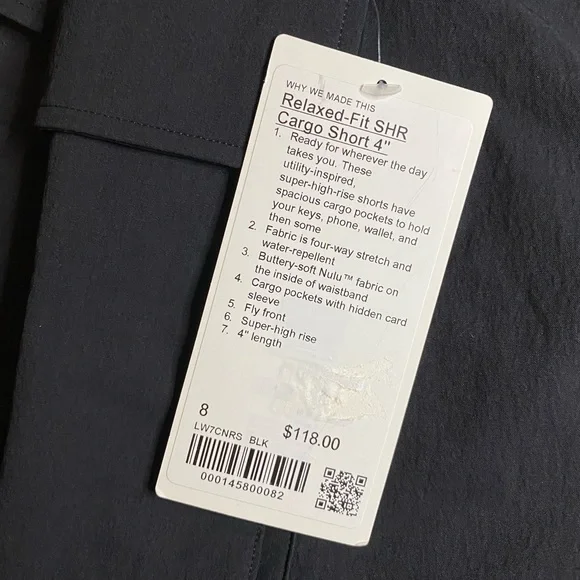 WHY WE MADE THIS
Relaxed-Fit SHR
Cargo Short 4"
1. Ready for wherever the day
takes you. These
utility-inspired,
super-high-rise shorts have
spacious cargo pockets to hold
your keys, phone, wallet, and
then some
2. Fabric is four-way stretch and
water-repellent
3. Buttery-soft Nulu™ fabric on
the inside of waistband
4. Cargo pockets with hidden card
sleeve
5. Fly front
6. Super-high rise
7. 4" length
8 $118.00
LW7CNRS BLK
000145800082